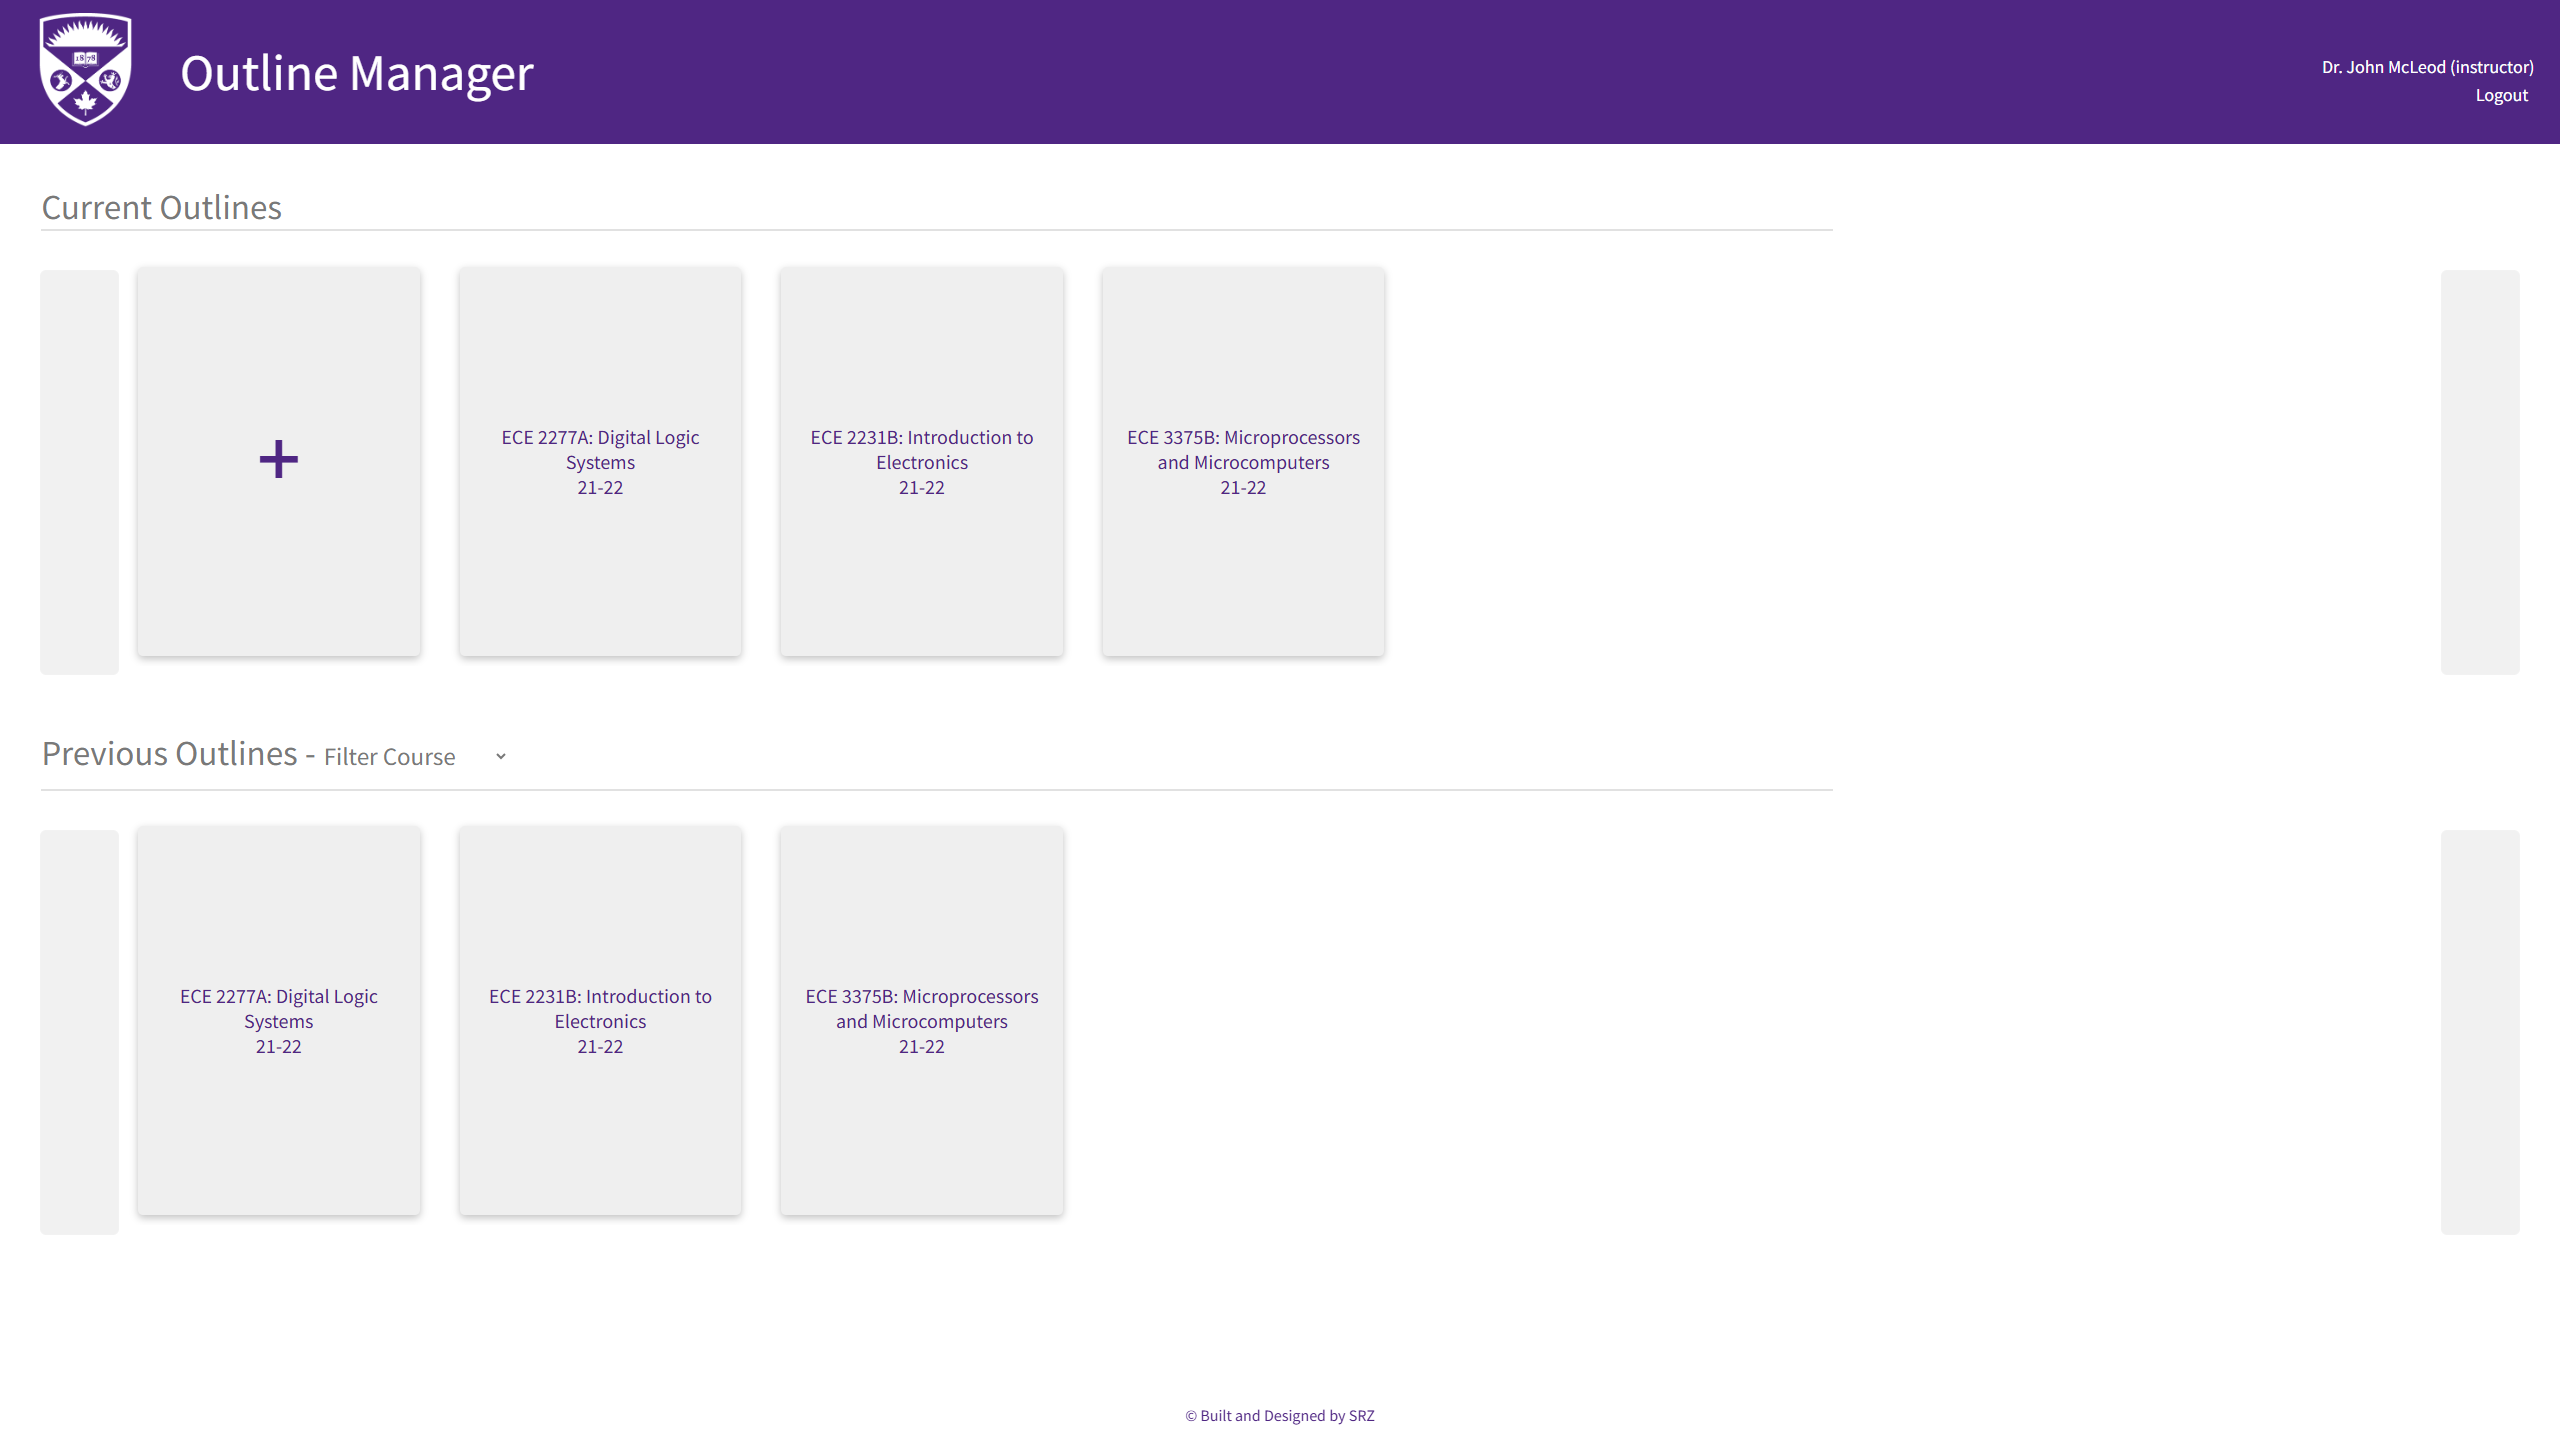 1878
Outline Manager
Dr. John McLeod (instructor)
Logout
Current Outlines
+
ECE 2277A: Digital Logic
Systems
21-22
ECE 2231B: Introduction to
Electronics
21-22
ECE 3375B: Microprocessors
and Microcomputers
21-22
Previous Outlines - Filter Course
ECE 2277A: Digital Logic
Systems
21-22
ECE 2231B: Introduction to
Electronics
21-22
ECE 3375B: Microprocessors
and Microcomputers
21-22
© Built and Designed by SRZ